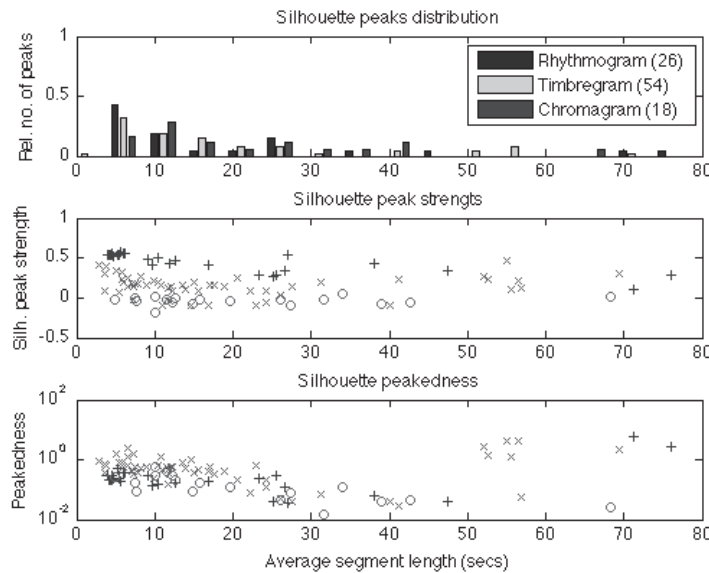 Silhouette peaks distribution
1
0.5
0
Rel. no. of peaks
Rhythmogram (26)
Timbregram (54)
Chromagram (18)
0 10 20 30 40 50 60 70 80
Silhouette peak strengts
1
0.5
0
-0.5
Silh. peak strength
0 10 20 30 40 50 60 70 80
Silhouette peakedness
10^2
10^0
10^-2
Peakedness
0 10 20 30 40 50 60 70 80
Average segment length (secs)